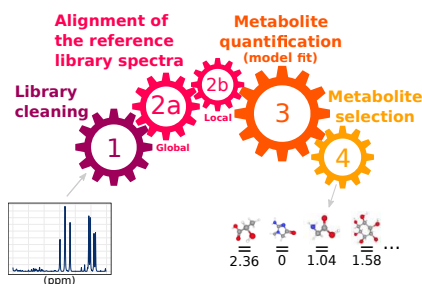 Alignment of
the reference
library spectra
Metabolite
quantification
(model fit)
Library
cleaning
Metabolite
selection
1
2a
2b
3
4
Global
Local
(ppm)
= = = = ...
2.36 0 1.04 1.58